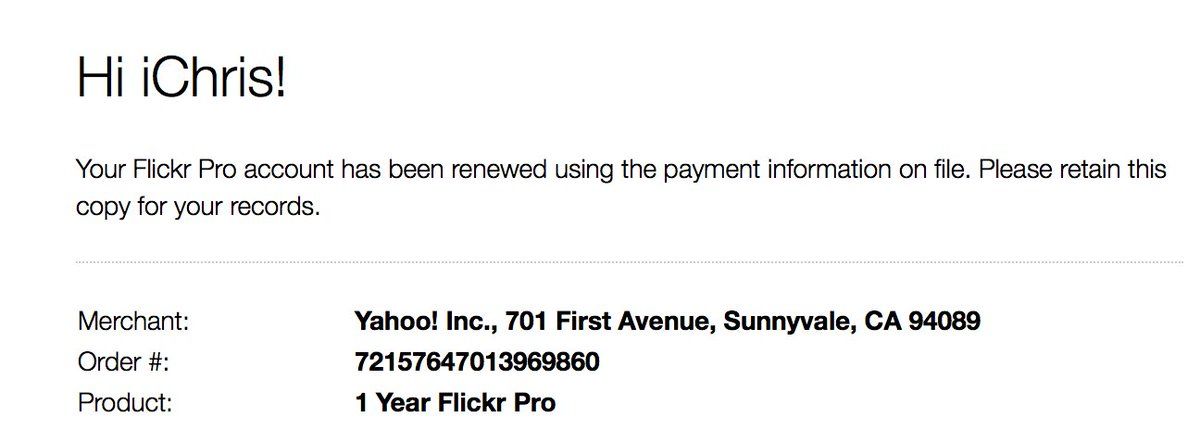 Hi iChris!
Your Flickr Pro account has been renewed using the payment information on file. Please retain this
copy for your records.
Merchant: Yahoo! Inc., 701 First Avenue, Sunnyvale, CA 94089
Order #: 72157647013969860
Product: 1 Year Flickr Pro